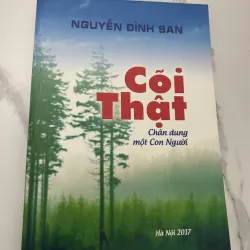 NGUYỄN ĐÌNH SAN
Cõi
Thật
Chân dung
một Con Người
Hà Nội 2017